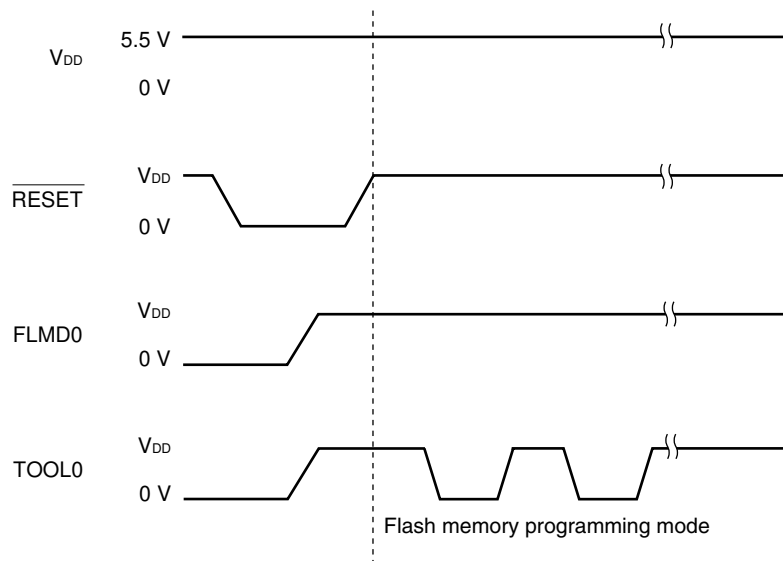 VDD
5.5 V
0 V
RESET
VDD
0 V
FLMD0
VDD
0 V
TOOL0
VDD
0 V
Flash memory programming mode